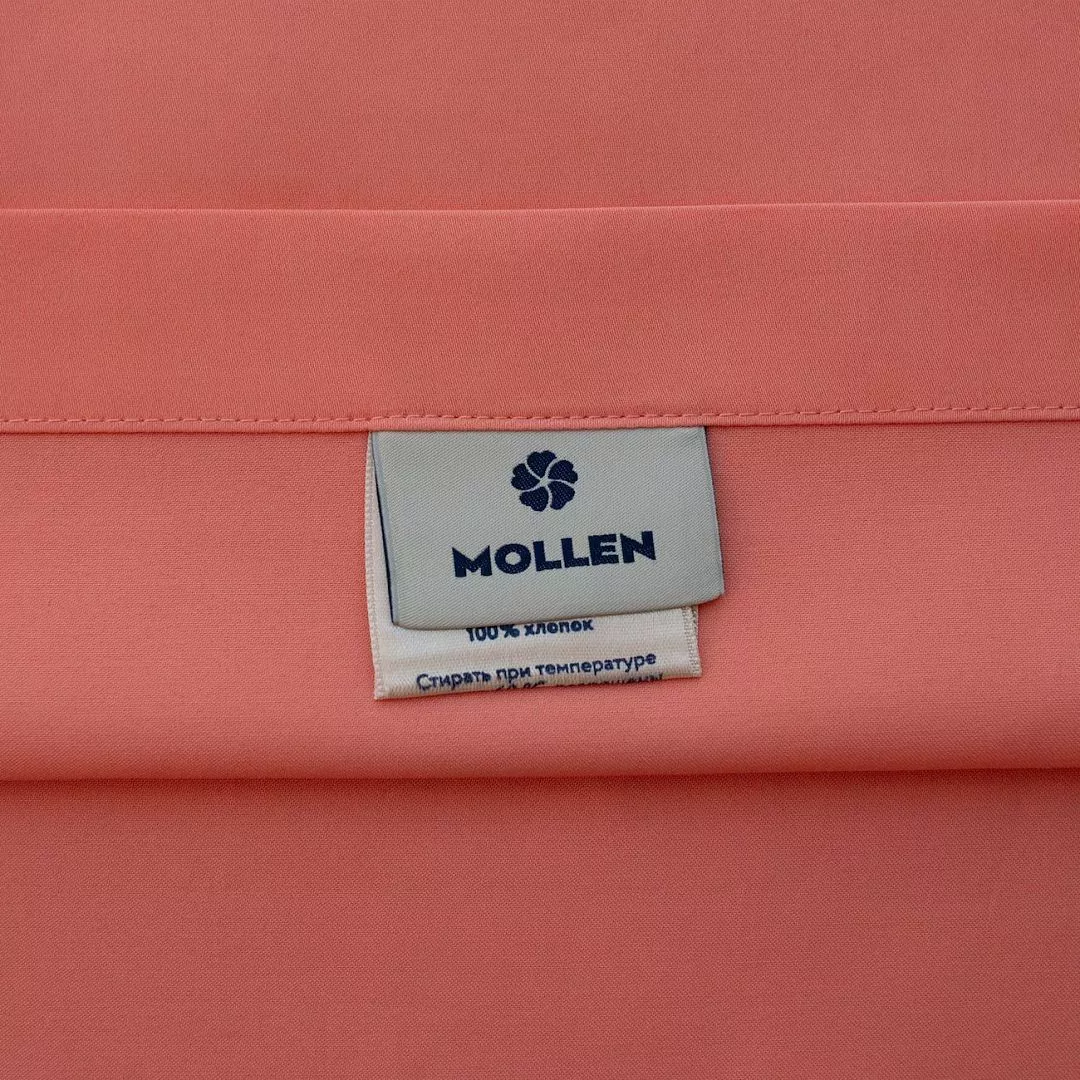 MOLLEN
100% хлопок
Стирать при температуре